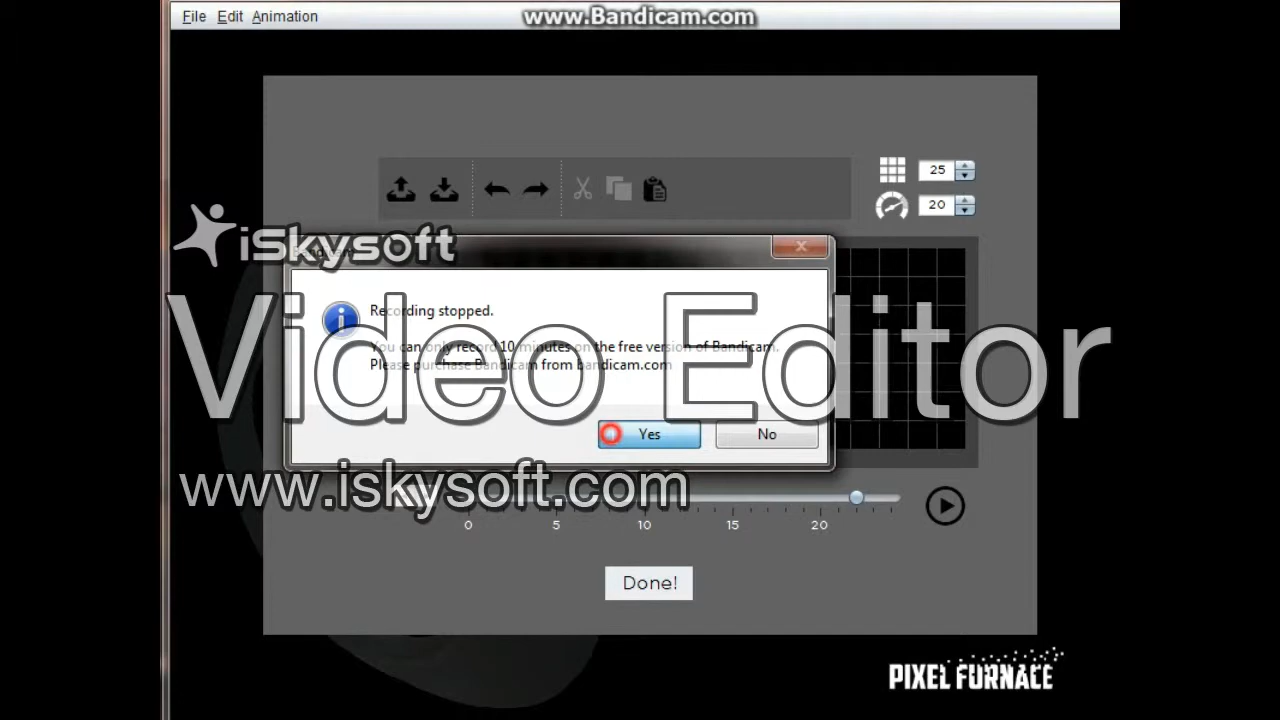 File Edit Animation
www.Bandicam.com
25
20
iSkysoft
Recording stopped.
Video Editor
You can only record 10 minutes on the free version of Bandicam.
Please purchase Bandicam from bandicam.com
Yes No
www.iskysoft.com
0 5 10 15 20
Done!
PIXEL FURNACE